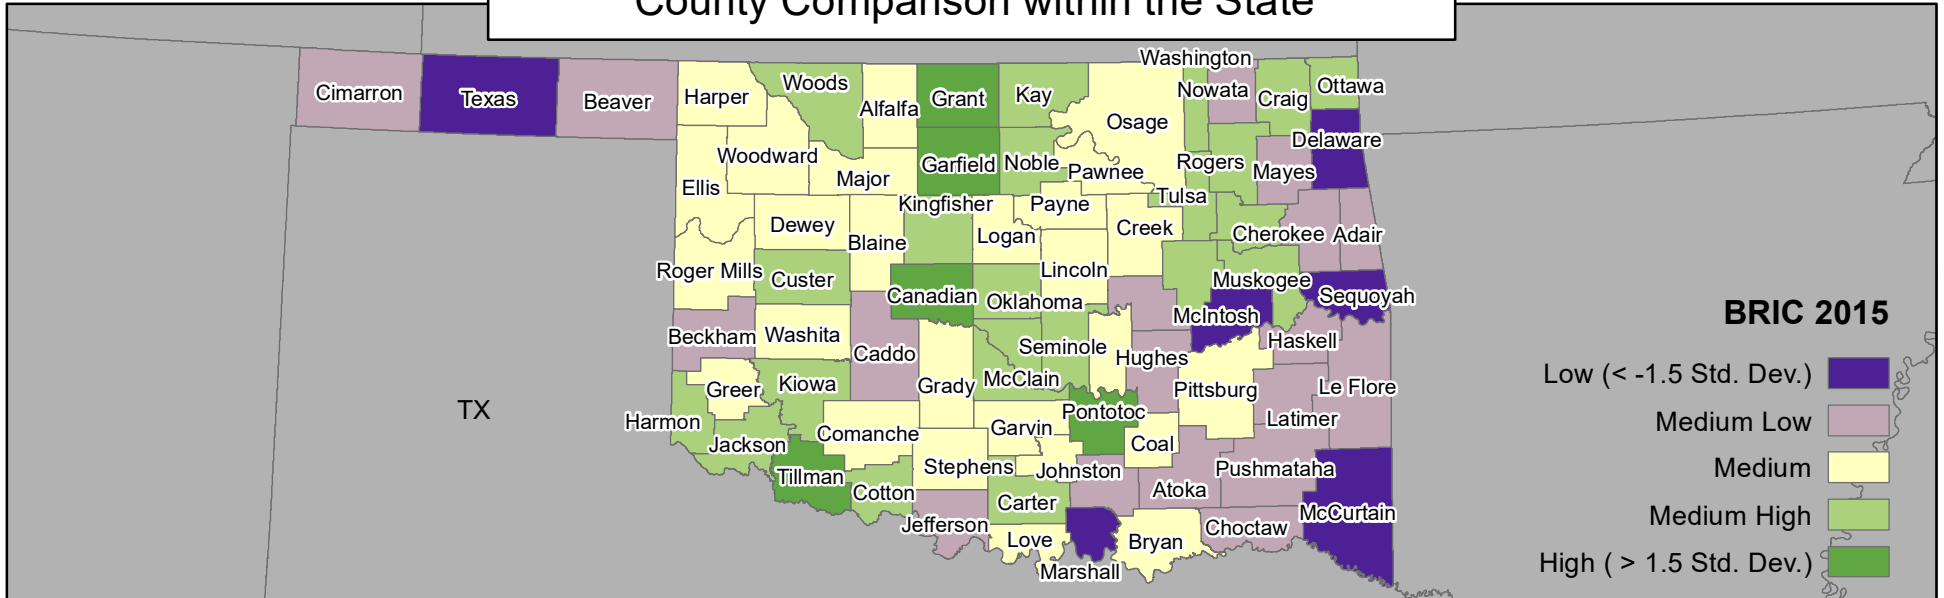 County Comparison within the State
Washington
Cimarron
Texas
Beaver
Harper
Woods
Alfalfa
Grant
Kay
Osage
Nowata
Craig
Ottawa
Woodward
Major
Garfield
Noble
Pawnee
Rogers
Mayes
Delaware
Ellis
Dewey
Blaine
Kingfisher
Logan
Payne
Creek
Tulsa
Cherokee
Adair
Roger Mills
Custer
Canadian
Oklahoma
Lincoln
Muskogee
Sequoyah
McIntosh
Beckham
Washita
Caddo
Grady
McClain
Seminole
Hughes
Haskell
Pittsburg
Le Flore
Latimer
Greer
Kiowa
Harmon
Jackson
Comanche
Garvin
Pontotoc
Coal
Tillman
Cotton
Stephens
Johnston
Atoka
Pushmataha
Carter
Jefferson
Love
Marshall
Bryan
Choctaw
McCurtain
TX
BRIC 2015
Low (< -1.5 Std. Dev.)
Medium Low
Medium
Medium High
High ( > 1.5 Std. Dev.)